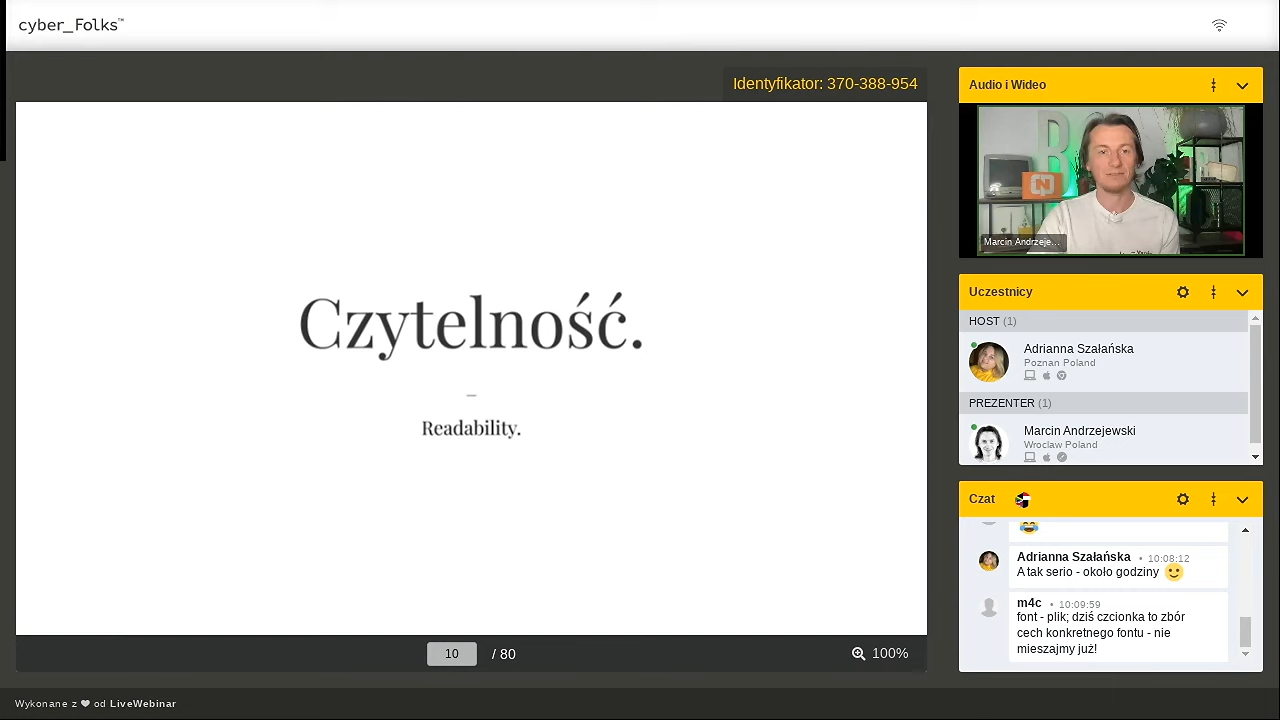 cyber_Folks™
Identyfikator: 370-388-954
Czytelność.
–
Readability.
10 / 80
100%
Wykonane z ❤ od LiveWebinar
Audio i Wideo
Marcin Andrzeje...
Uczestnicy
HOST (1)
Adrianna Szałańska
Poznan Poland
PREZENTER (1)
Marcin Andrzejewski
Wroclaw Poland
Czat
😂
Adrianna Szałańska • 10:08:12
A tak serio - około godziny 🙂
m4c • 10:09:59
font - plik; dziś czcionka to zbór
cech konkretnego fontu - nie
mieszajmy już!